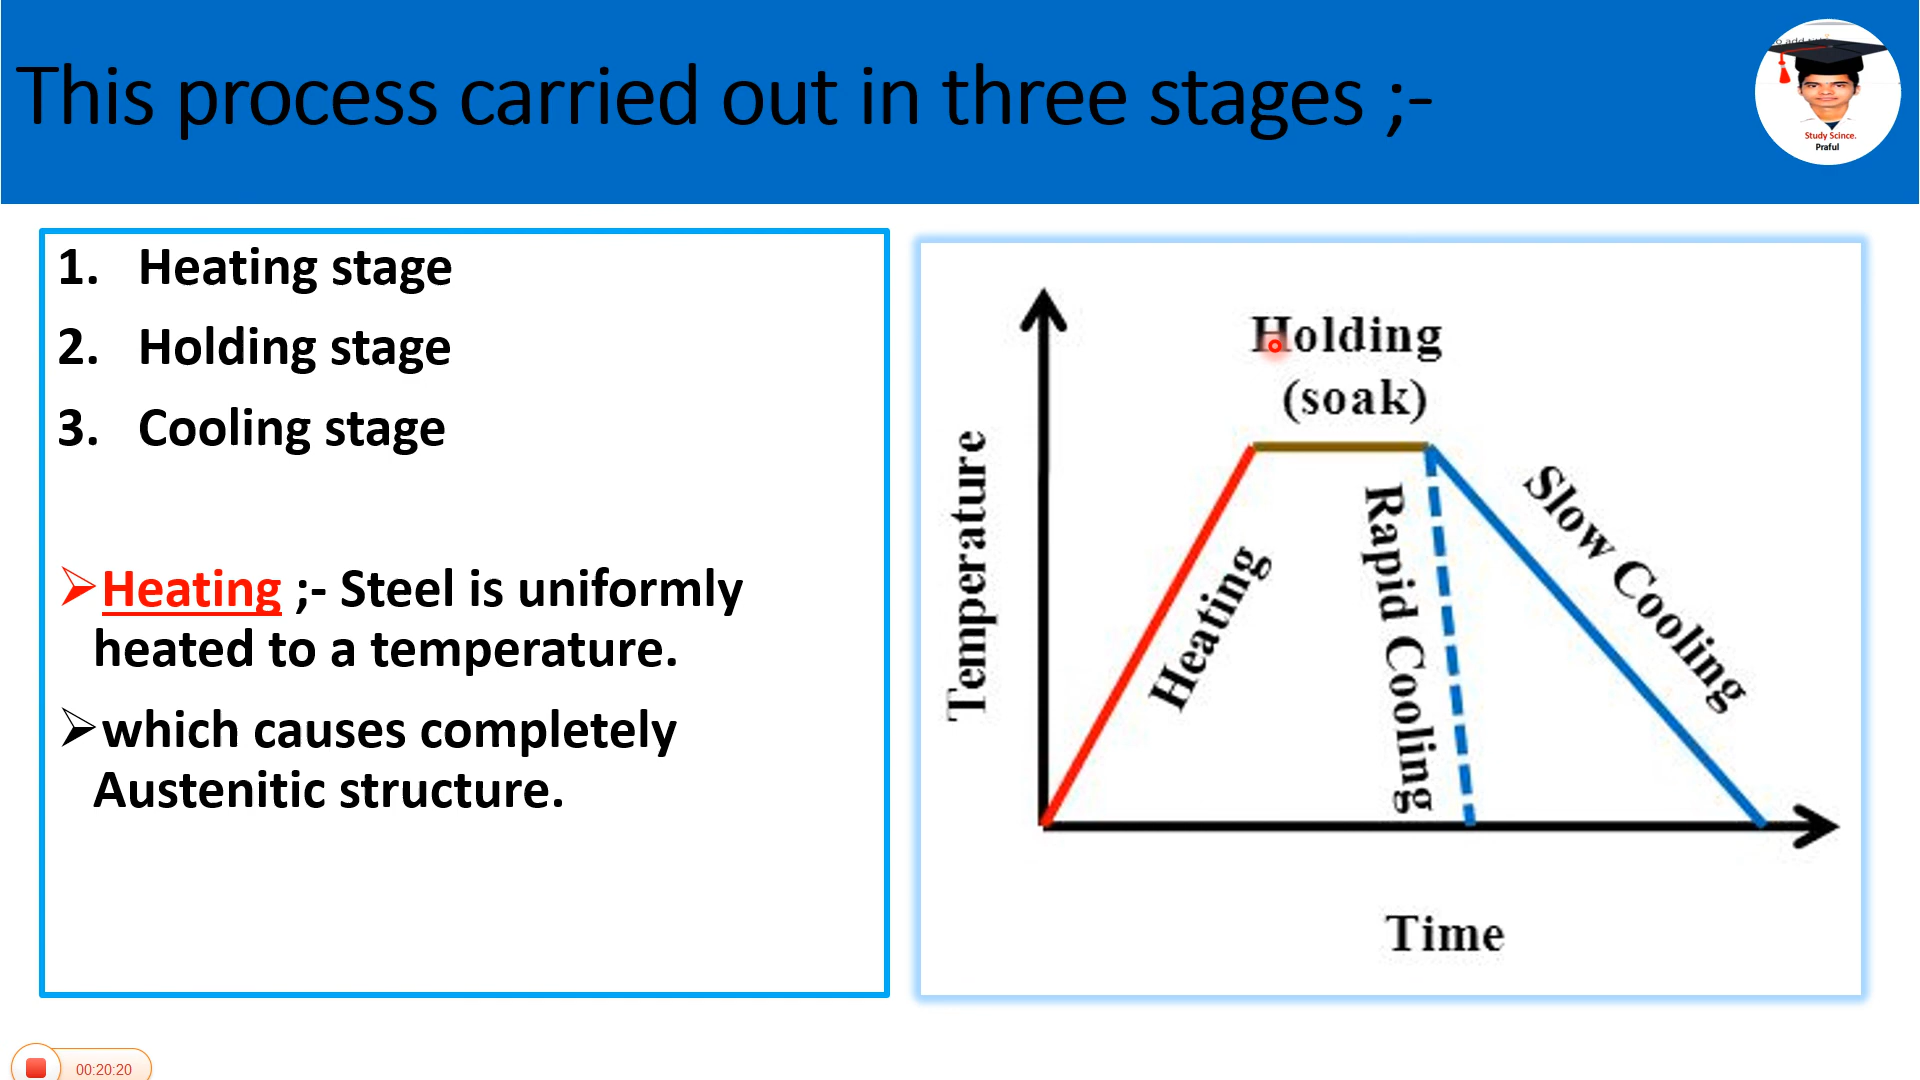 This process carried out in three stages ;-
Study Scince.
Praful
1. Heating stage
2. Holding stage
3. Cooling stage
➢Heating ;- Steel is uniformly
heated to a temperature.
➢which causes completely
Austenitic structure.
Holding
(soak)
Temperature
Heating
Rapid Cooling
Slow Cooling
Time
00:20:20